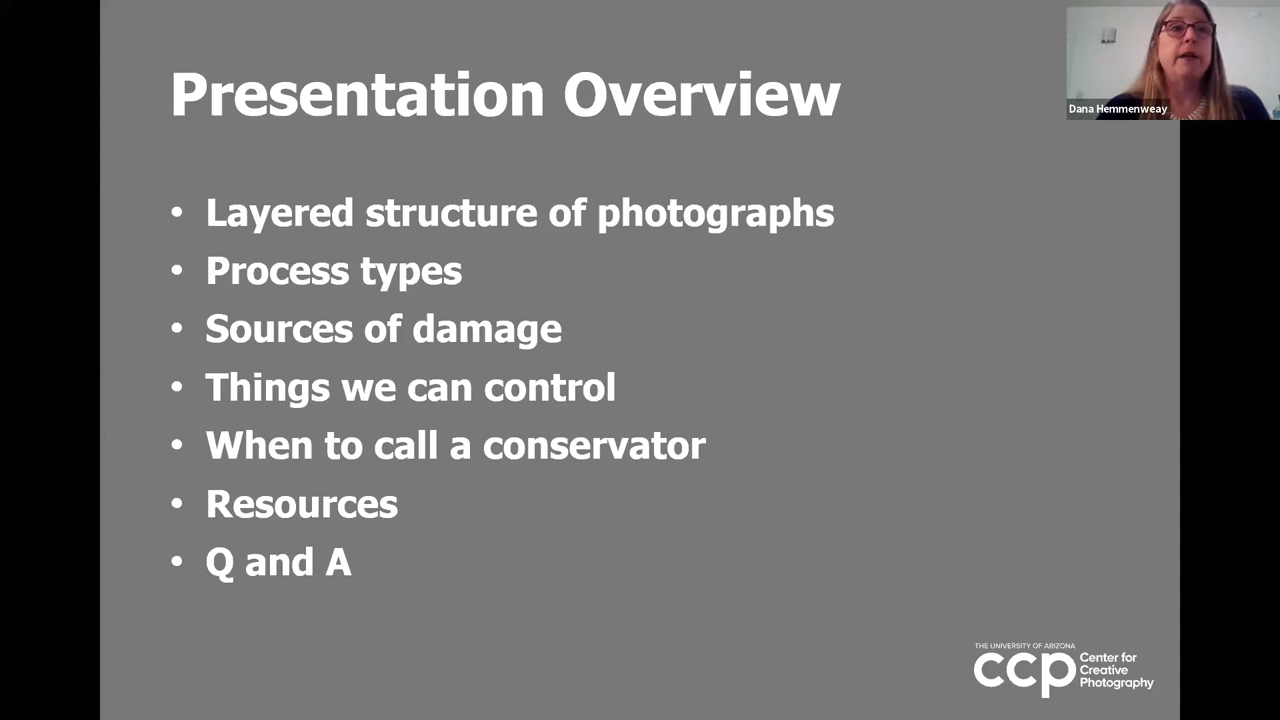 Presentation Overview
Dana Hemmenweay
• Layered structure of photographs
• Process types
• Sources of damage
• Things we can control
• When to call a conservator
• Resources
• Q and A
THE UNIVERSITY OF ARIZONA
ccp Center for
Creative
Photography